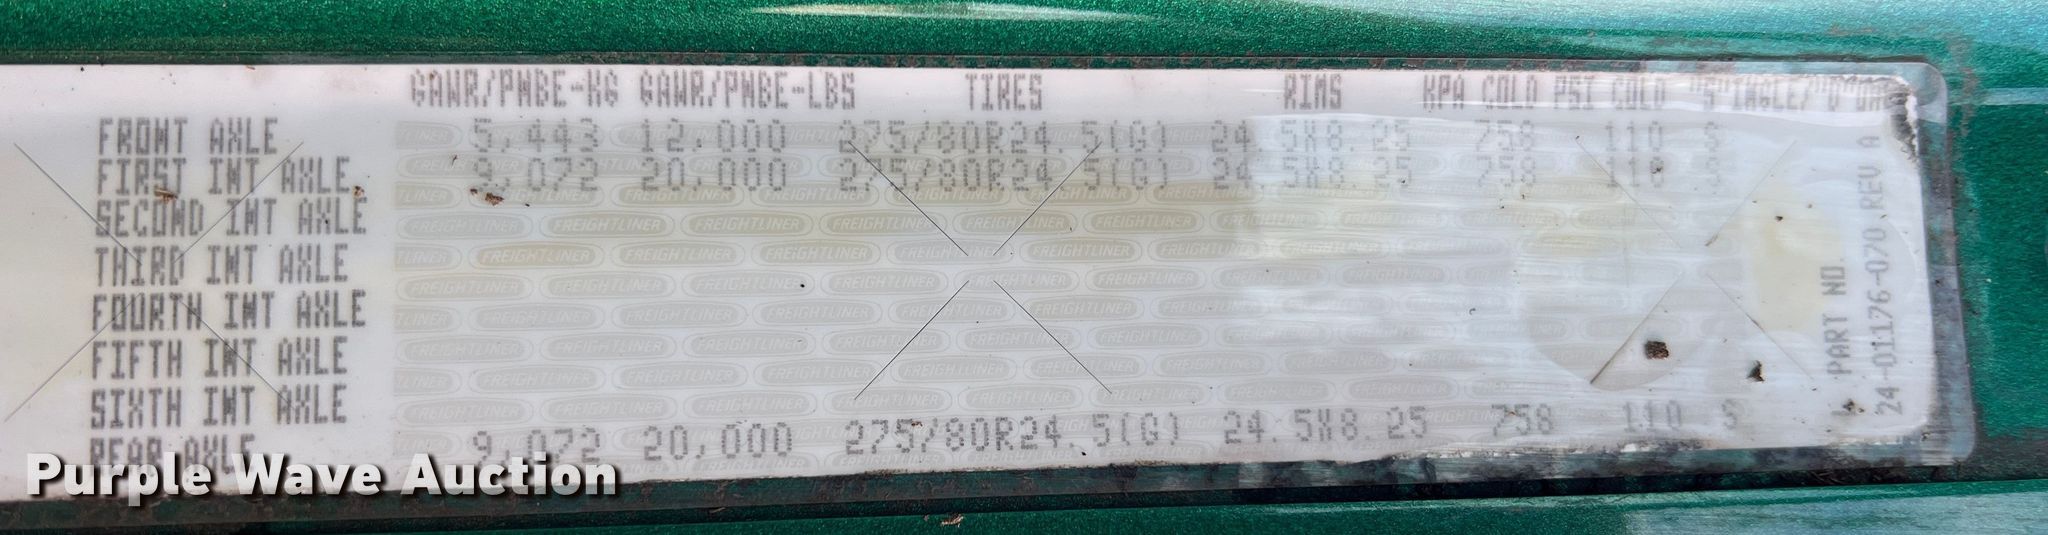 GAWR/PNBE-KG GAWR/PNBE-LBS TIRES RIMS KPA COLD PSI COLD
FRONT AXLE 5,443 12,000 275/80R24.5(G) 24.5X8.25 758 110 S
FIRST INT AXLE 9,072 20,000 275/80R24.5(G) 24.5X8.25 758 110
SECOND INT AXLE
THIRD INT AXLE
FOURTH INT AXLE
FIFTH INT AXLE
SIXTH INT AXLE
REAR AXLE 9,072 20,000 275/80R24.5(G) 24.5X8.25 758 110 S
PART NO.
24-01176-070 REV A
FREIGHTLINER
Purple Wave Auction